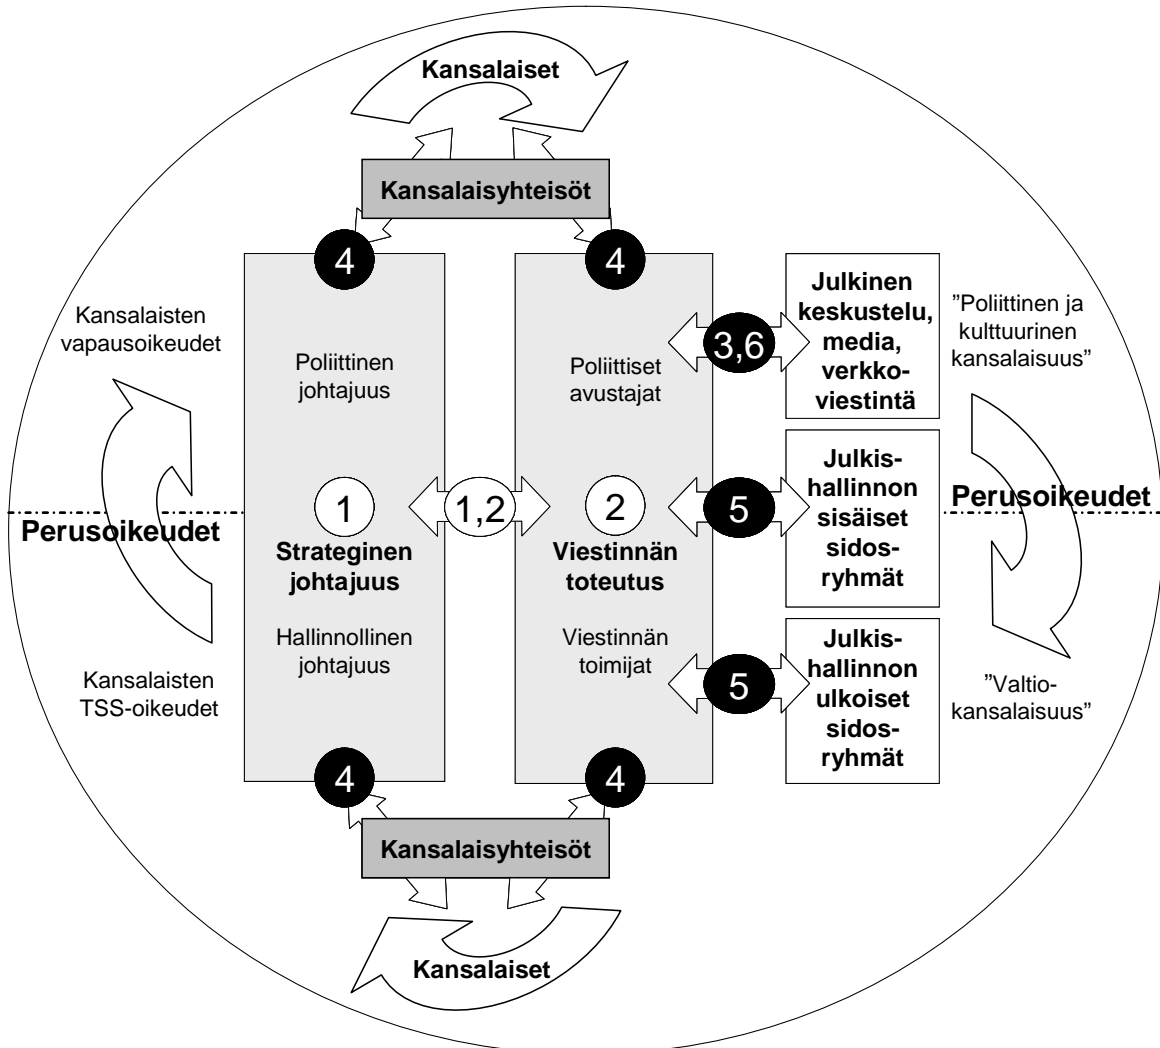 Kansalaiset
Kansalaisyhteisöt
4
4
Kansalaisten
vapausoikeudet
Poliittinen
johtajuus
Poliittiset
avustajat
3,6
Julkinen
keskustelu,
media,
verkko-
viestintä
”Poliittinen ja
kulttuurinen
kansalaisuus”
Perusoikeudet
1
Strateginen
johtajuus
1,2
2
Viestinnän
toteutus
5
Julkis-
hallinnon
sisäiset
sidos-
ryhmät
Perusoikeudet
Kansalaisten
TSS-oikeudet
Hallinnollinen
johtajuus
Viestinnän
toimijat
5
Julkis-
hallinnon
ulkoiset
sidos-
ryhmät
”Valtio-
kansalaisuus”
4
4
Kansalaisyhteisöt
Kansalaiset